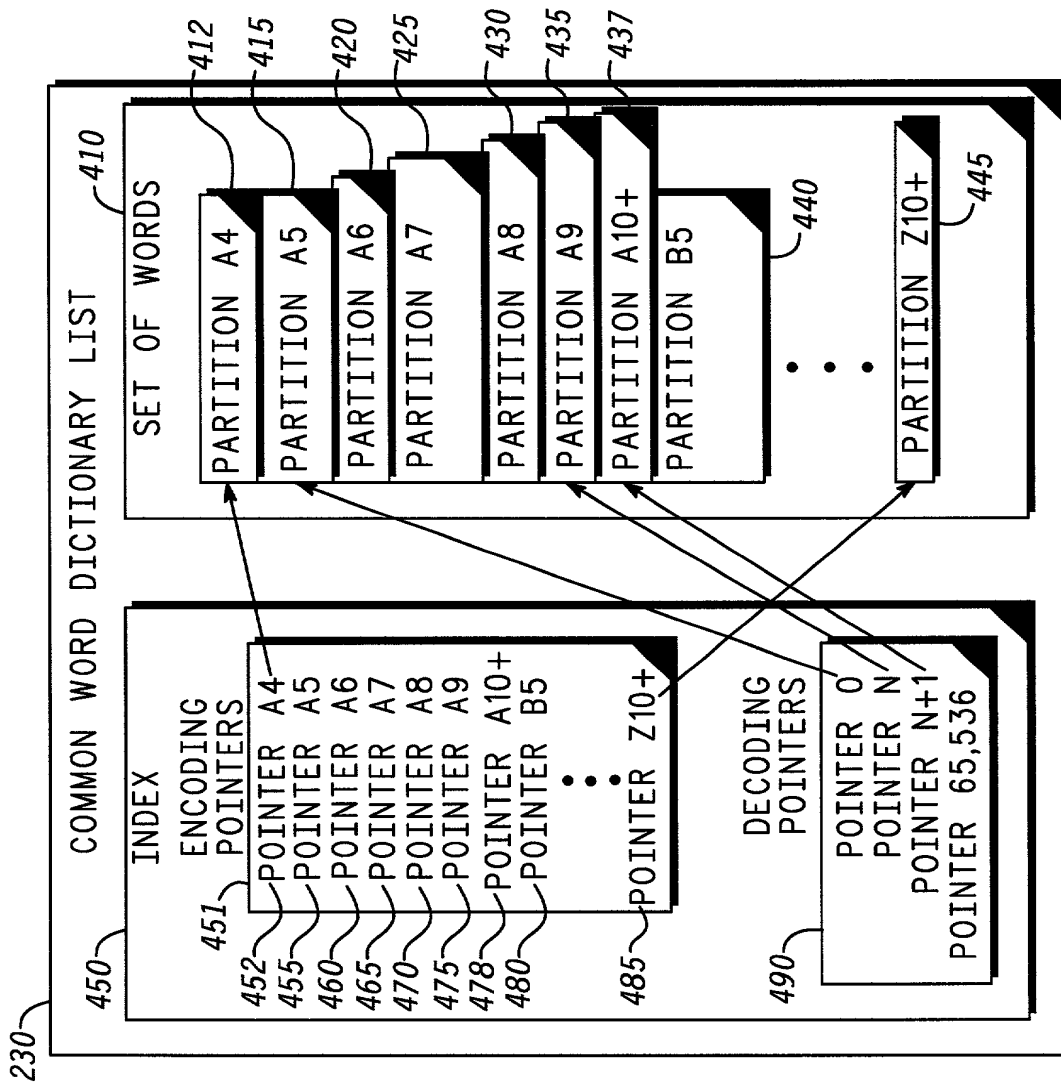 230
COMMON WORD DICTIONARY LIST
450
INDEX
ENCODING
POINTERS
451
452
POINTER A4
455
POINTER A5
460
POINTER A6
465
POINTER A7
470
POINTER A8
475
POINTER A9
478
POINTER A10+
480
POINTER B5
485
POINTER Z10+
DECODING
POINTERS
490
POINTER 0
POINTER N
POINTER N+1
POINTER 65,536
410
SET OF WORDS
PARTITION A4
412
PARTITION A5
415
PARTITION A6
420
PARTITION A7
425
PARTITION A8
430
PARTITION A9
435
PARTITION A10+
437
PARTITION B5
440
PARTITION Z10+
445